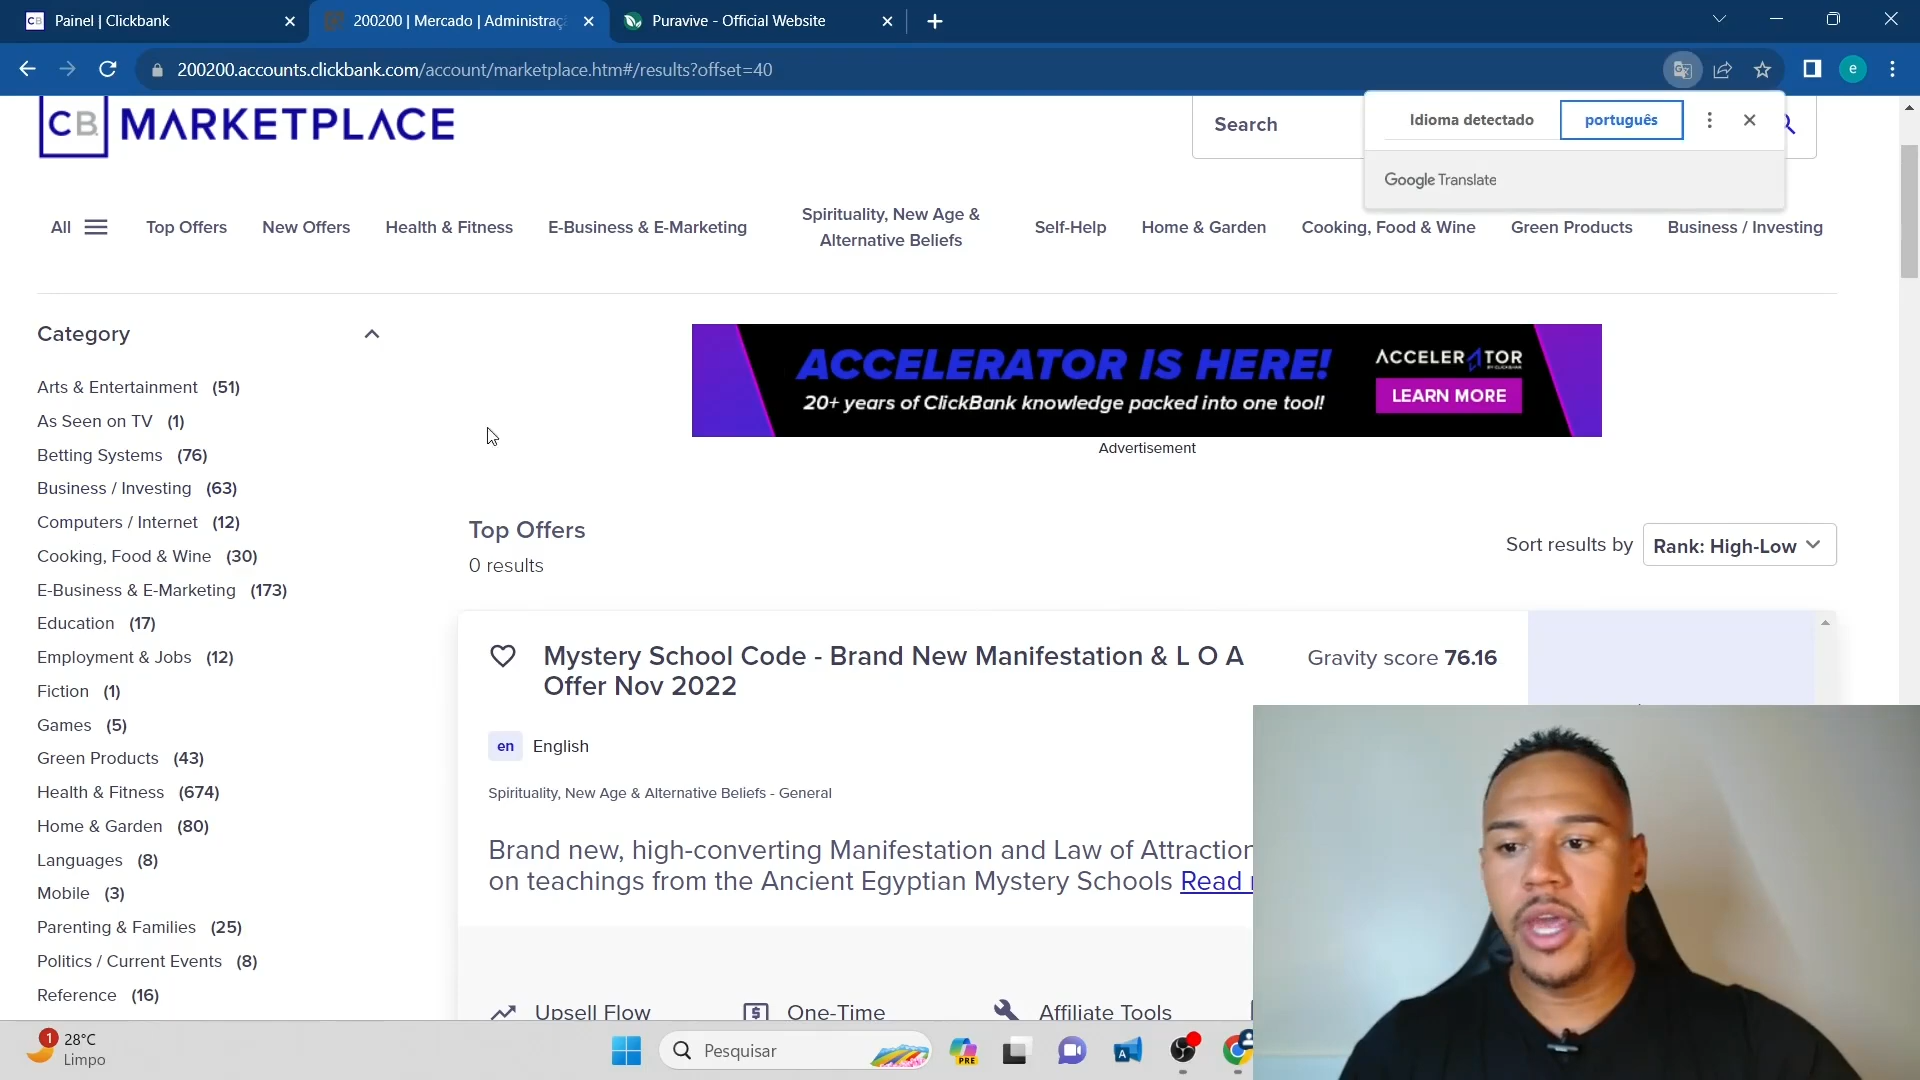 Painel | Clickbank
200200 | Mercado | Administraç
Puravive - Official Website
200200.accounts.clickbank.com/account/marketplace.htm#/results?offset=40
e
CB MARKETPLACE
Search
Idioma detectado
português
Google Translate
All
Top Offers
New Offers
Health & Fitness
E-Business & E-Marketing
Spirituality, New Age &
Alternative Beliefs
Self-Help
Home & Garden
Cooking, Food & Wine
Green Products
Business / Investing
Category
Arts & Entertainment (51)
As Seen on TV (1)
Betting Systems (76)
Business / Investing (63)
Computers / Internet (12)
Cooking, Food & Wine (30)
E-Business & E-Marketing (173)
Education (17)
Employment & Jobs (12)
Fiction (1)
Games (5)
Green Products (43)
Health & Fitness (674)
Home & Garden (80)
Languages (8)
Mobile (3)
Parenting & Families (25)
Politics / Current Events (8)
Reference (16)
ACCELERATOR IS HERE!
20+ years of ClickBank knowledge packed into one tool!
ACCELERATOR
BY CLICKBANK
LEARN MORE
Advertisement
Top Offers
0 results
Sort results by
Rank: High-Low
Mystery School Code - Brand New Manifestation & L O A
Offer Nov 2022
Gravity score 76.16
en English
Spirituality, New Age & Alternative Beliefs - General
Brand new, high-converting Manifestation and Law of Attraction
on teachings from the Ancient Egyptian Mystery Schools Read
Upsell Flow
One-Time
Affiliate Tools
1
28°C
Limpo
Pesquisar
PRE
A